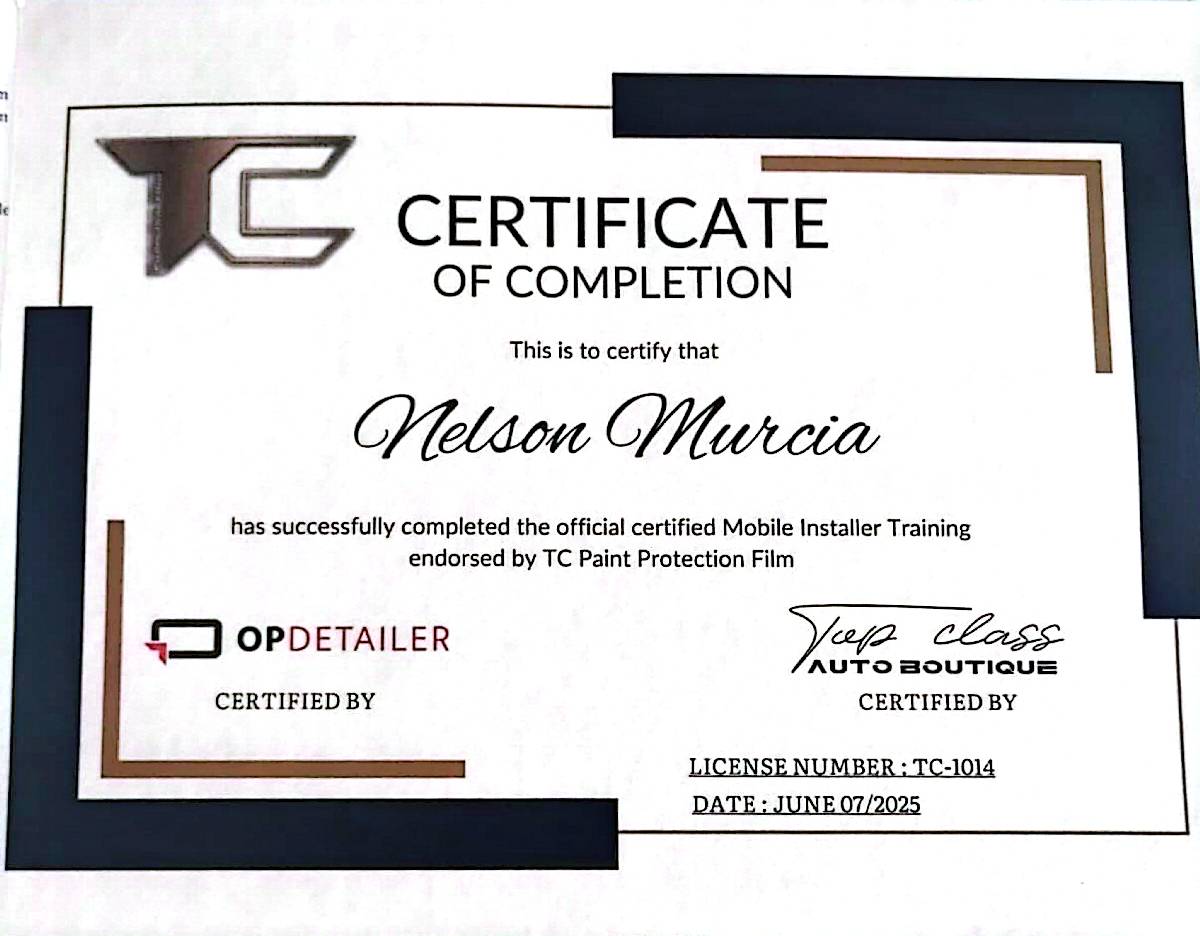 TC
CERTIFICATE
OF COMPLETION
This is to certify that
Nelson Murcia
has successfully completed the official certified Mobile Installer Training
endorsed by TC Paint Protection Film
OPDETAILER
CERTIFIED BY
Top class
AUTO BOUTIQUE
CERTIFIED BY
LICENSE NUMBER : TC-1014
DATE : JUNE 07/2025